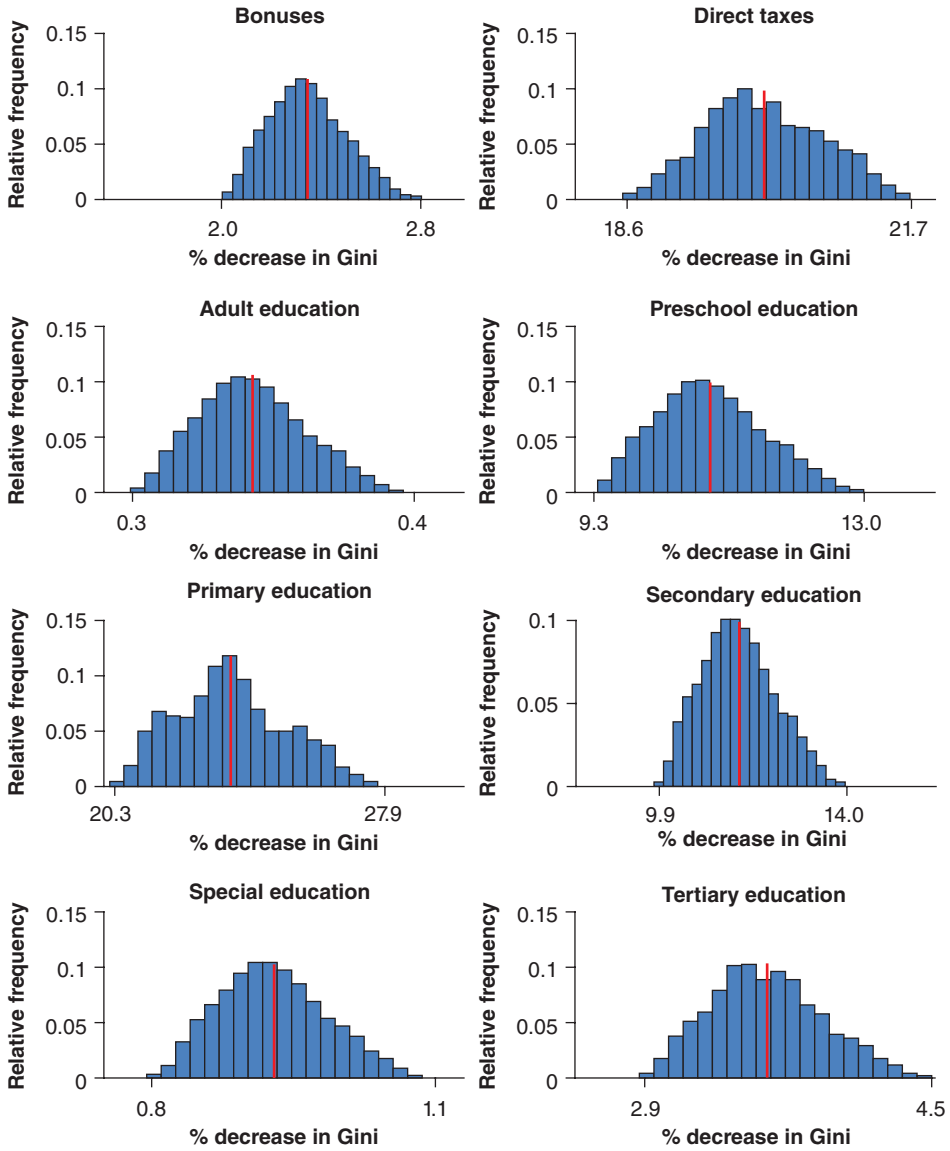 Bonuses
Relative frequency
0.15
0.1
0.05
0
2.0 2.8
% decrease in Gini
Direct taxes
Relative frequency
0.15
0.1
0.05
0
18.6 21.7
% decrease in Gini
Adult education
Relative frequency
0.15
0.1
0.05
0
0.3 0.4
% decrease in Gini
Preschool education
Relative frequency
0.15
0.1
0.05
0
9.3 13.0
% decrease in Gini
Primary education
Relative frequency
0.15
0.1
0.05
0
20.3 27.9
% decrease in Gini
Secondary education
Relative frequency
0.1
0.05
0
9.9 14.0
% decrease in Gini
Special education
Relative frequency
0.15
0.1
0.05
0
0.8 1.1
% decrease in Gini
Tertiary education
Relative frequency
0.15
0.1
0.05
0
2.9 4.5
% decrease in Gini